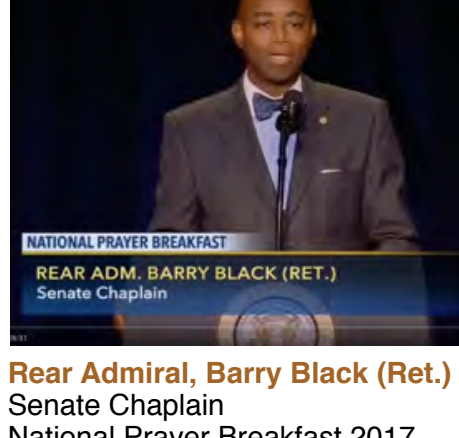 NATIONAL PRAYER BREAKFAST
REAR ADM. BARRY BLACK (RET.)
Senate Chaplain
Rear Admiral, Barry Black (Ret.)
Senate Chaplain
National Prayer Breakfast 2017